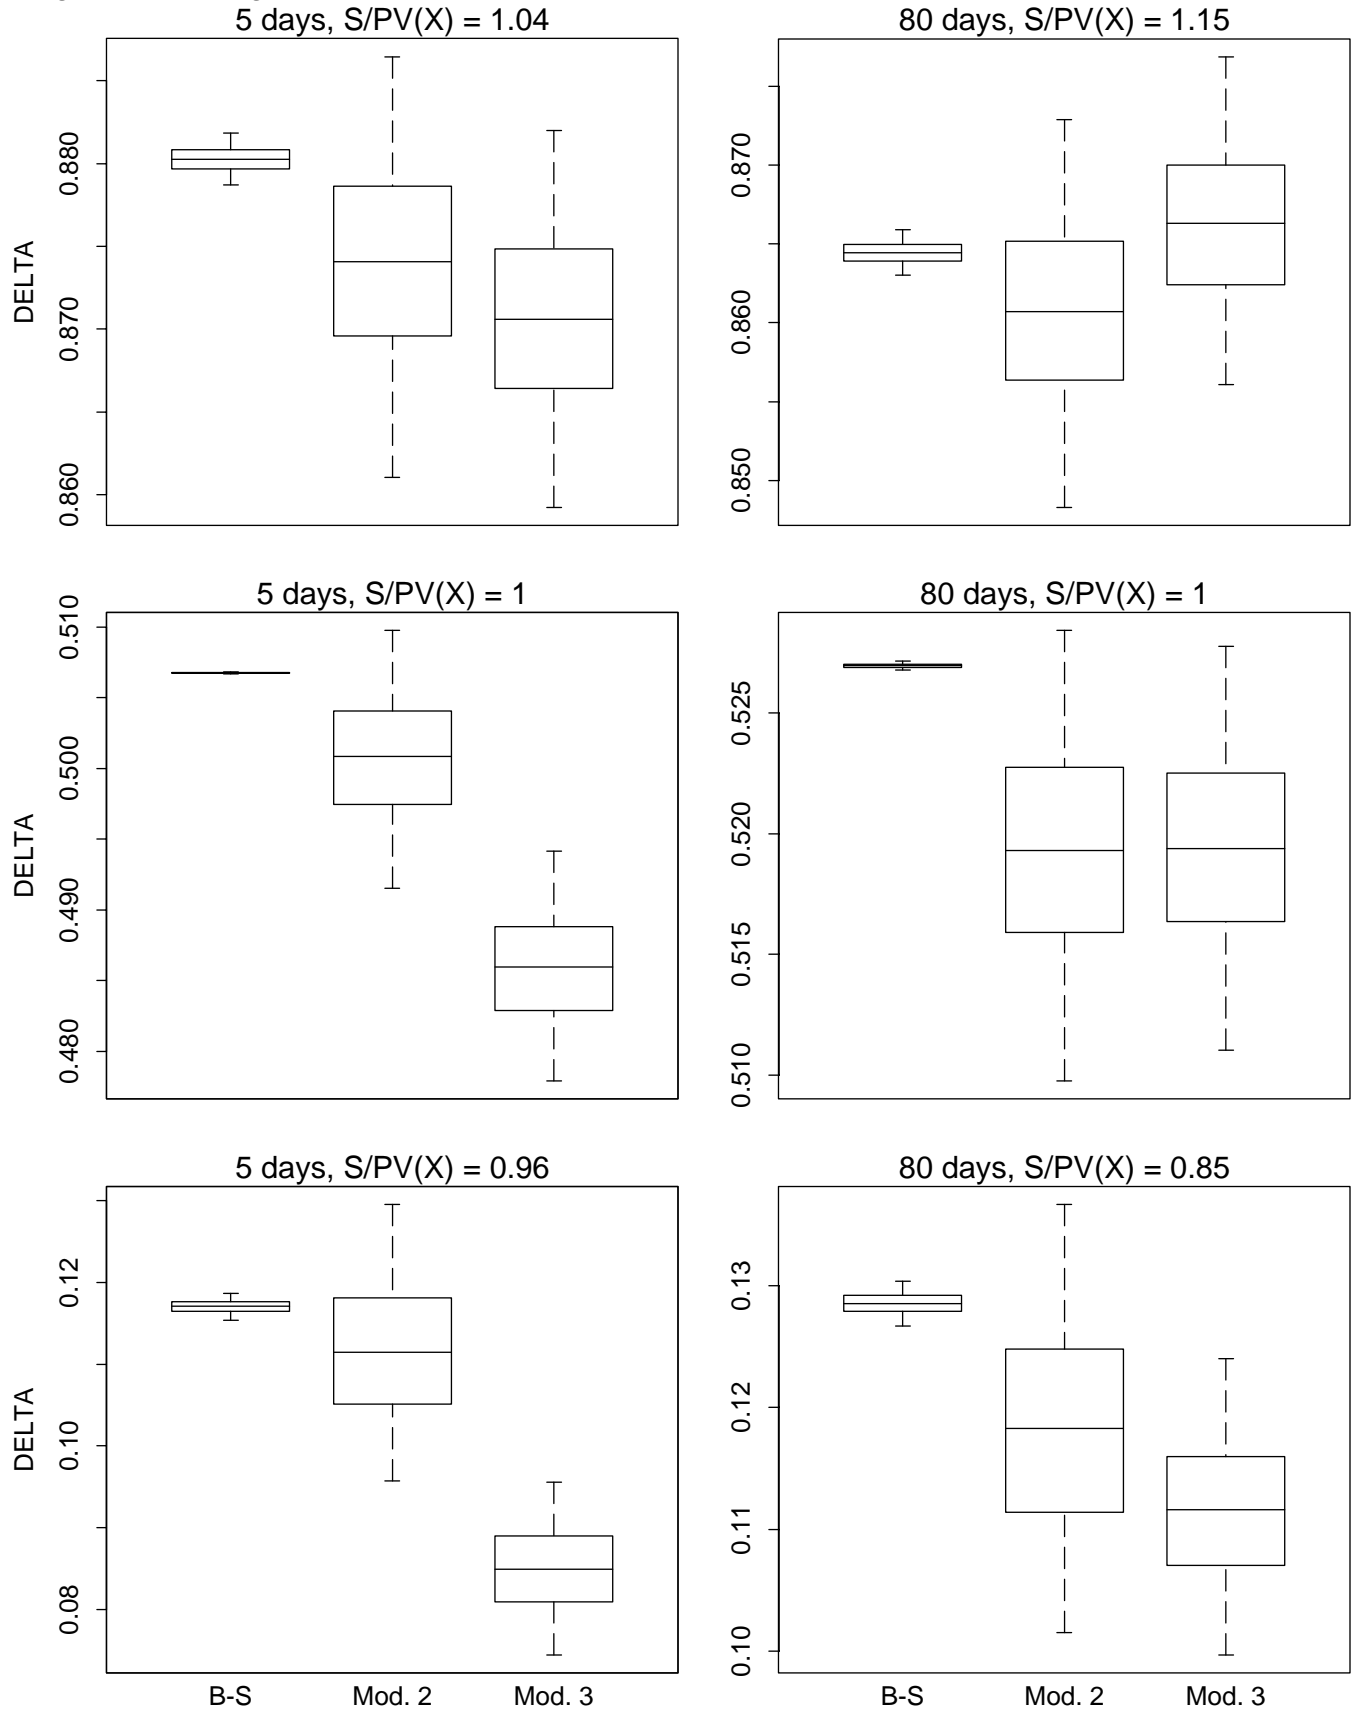 5 days, S/PV(X) = 1.04
DELTA
0.880
0.870
0.860
80 days, S/PV(X) = 1.15
0.870
0.860
0.850
5 days, S/PV(X) = 1
DELTA
0.510
0.500
0.490
0.480
80 days, S/PV(X) = 1
0.525
0.520
0.515
0.510
5 days, S/PV(X) = 0.96
DELTA
0.12
0.10
0.08
B-S Mod. 2 Mod. 3
80 days, S/PV(X) = 0.85
0.13
0.12
0.11
0.10
B-S Mod. 2 Mod. 3